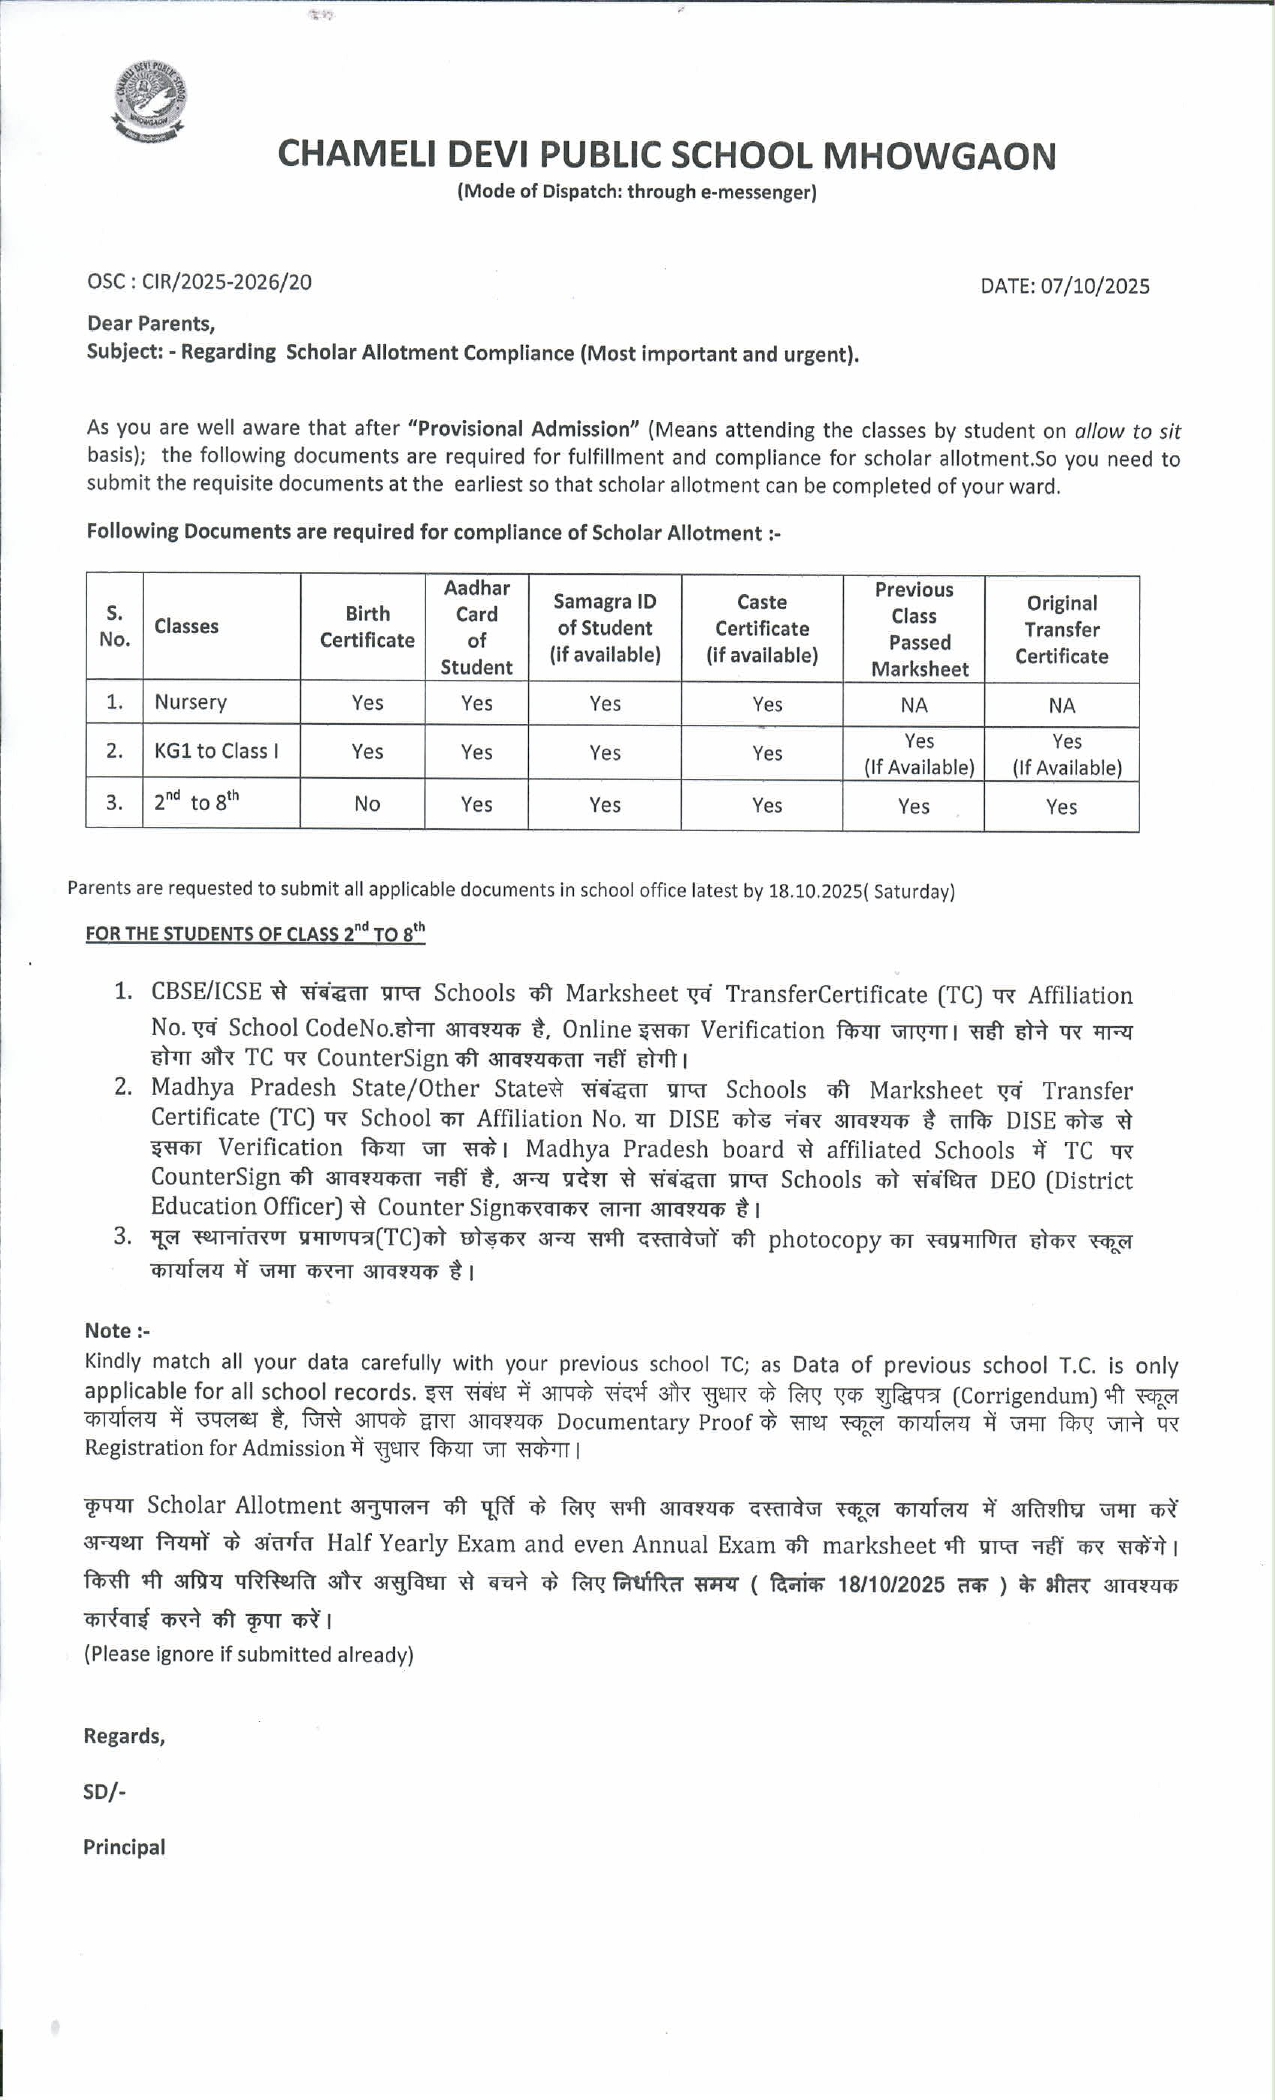 CHAMELI DEVI PUBLIC SCHOOL
MHOWGAON
CHAMELI DEVI PUBLIC SCHOOL MHOWGAON
(Mode of Dispatch: through e-messenger)
OSC : CIR/2025-2026/20
DATE: 07/10/2025
Dear Parents,
Subject: - Regarding Scholar Allotment Compliance (Most important and urgent).
As you are well aware that after “Provisional Admission” (Means attending the classes by student on allow to sit
basis); the following documents are required for fulfillment and compliance for scholar allotment.So you need to
submit the requisite documents at the earliest so that scholar allotment can be completed of your ward.
Following Documents are required for compliance of Scholar Allotment :-
S. No. Classes Birth Certificate Aadhar Card of Student Samagra ID of Student (if available) Caste Certificate (if available) Previous Class Passed Marksheet Original Transfer Certificate
1. Nursery Yes Yes Yes Yes NA NA
2. KG1 to Class I Yes Yes Yes Yes Yes (If Available) Yes (If Available)
3. 2nd to 8th No Yes Yes Yes Yes Yes
Parents are requested to submit all applicable documents in school office latest by 18.10.2025( Saturday)
FOR THE STUDENTS OF CLASS 2nd TO 8th
1. CBSE/ICSE से संबंद्धता प्राप्त Schools की Marksheet एवं TransferCertificate (TC) पर Affiliation
No. एवं School CodeNo.होना आवश्यक है, Online इसका Verification किया जाएगा। सही होने पर मान्य
होगा और TC पर CounterSign की आवश्यकता नहीं होगी।
2. Madhya Pradesh State/Other Stateसे संबंद्धता प्राप्त Schools की Marksheet एवं Transfer
Certificate (TC) पर School का Affiliation No. या DISE कोड नंबर आवश्यक है ताकि DISE कोड से
इसका Verification किया जा सके। Madhya Pradesh board से affiliated Schools में TC पर
CounterSign की आवश्यकता नहीं है, अन्य प्रदेश से संबंद्धता प्राप्त Schools को संबंधित DEO (District
Education Officer) से Counter Signकरवाकर लाना आवश्यक है।
3. मूल स्थानांतरण प्रमाणपत्र(TC)को छोड़कर अन्य सभी दस्तावेजों की photocopy का स्वप्रमाणित होकर स्कूल
कार्यालय में जमा करना आवश्यक है।
Note :-
Kindly match all your data carefully with your previous school TC; as Data of previous school T.C. is only
applicable for all school records. इस संबंध में आपके संदर्भ और सुधार के लिए एक शुद्धिपत्र (Corrigendum) भी स्कूल
कार्यालय में उपलब्ध है, जिसे आपके द्वारा आवश्यक Documentary Proof के साथ स्कूल कार्यालय में जमा किए जाने पर
Registration for Admission में सुधार किया जा सकेगा।
कृपया Scholar Allotment अनुपालन की पूर्ति के लिए सभी आवश्यक दस्तावेज स्कूल कार्यालय में अतिशीघ्र जमा करें
अन्यथा नियमों के अंतर्गत Half Yearly Exam and even Annual Exam की marksheet भी प्राप्त नहीं कर सकेंगे।
किसी भी अप्रिय परिस्थिति और असुविधा से बचने के लिए निर्धारित समय ( दिनांक 18/10/2025 तक ) के भीतर आवश्यक
कार्रवाई करने की कृपा करें।
(Please ignore if submitted already)
Regards,
SD/-
Principal